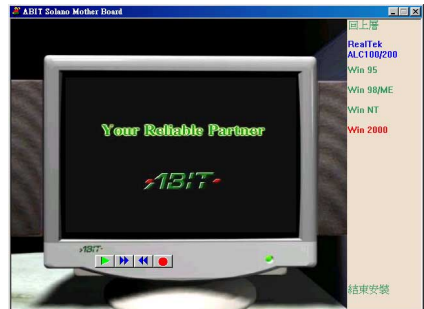 ABIT Solano Mother Board
回上層
RealTek
ALC100/200
Win 95
Win 98/ME
Win NT
Win 2000
Your Reliable Partner
ABIT
ABIT
結束安裝